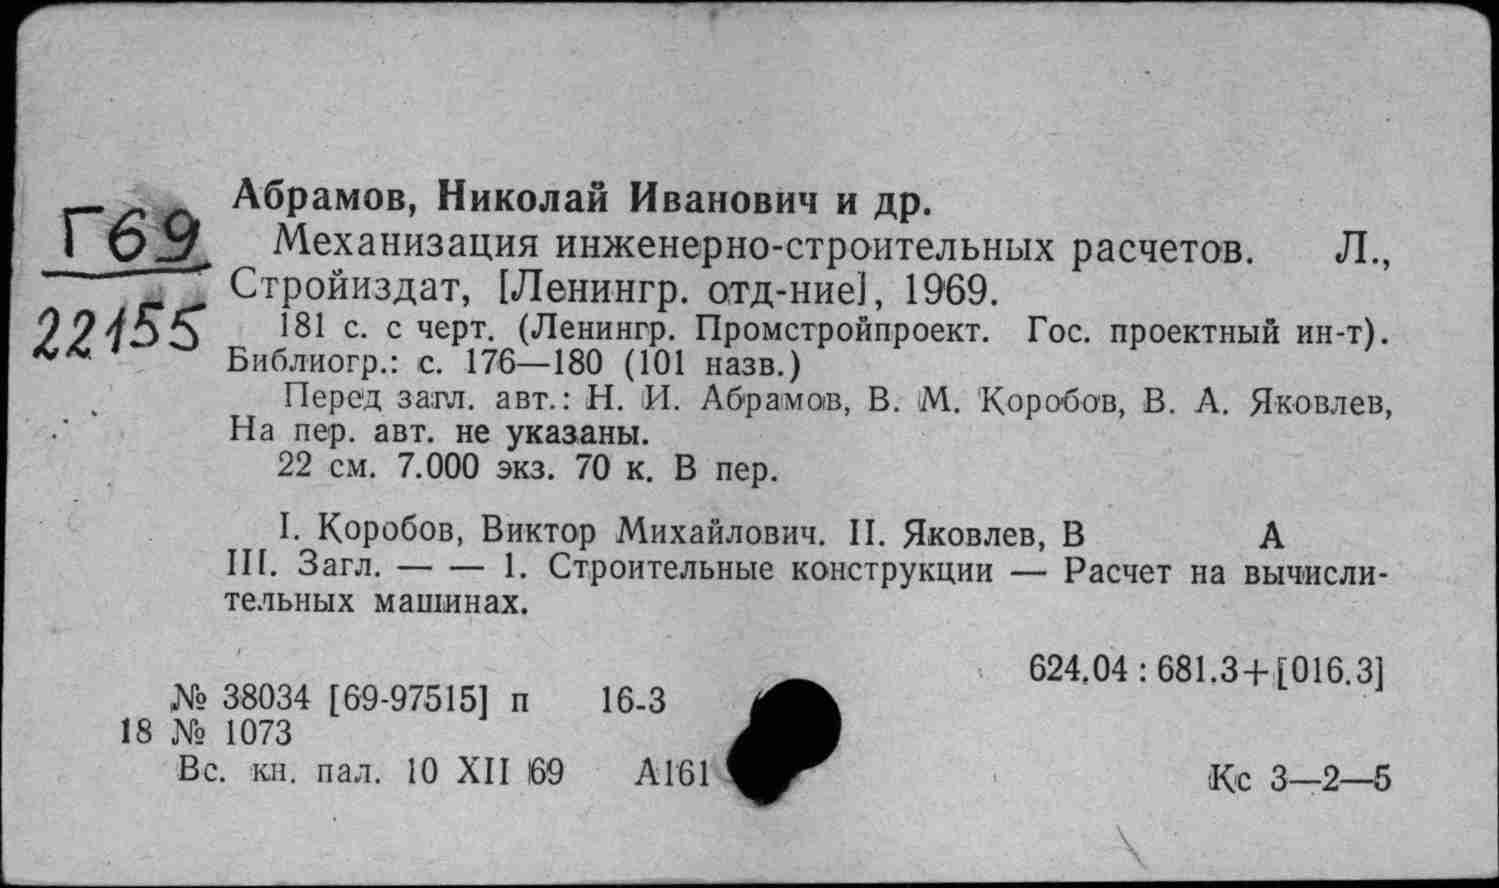 Абрамов, Николай Иванович и др.
Г69
22155
Механизация инженерно-строительных расчетов. Л.,
Стройиздат, [Ленингр. отд-ние], 1969.
181 с. с черт. (Ленингр. Промстройпроект. Гос. проектный ин-т).
Библиогр.: с. 176—180 (101 назв.)
Перед загл. авт.: Н. И. Абрамов, В. М. Коробов, В. А. Яковлев,
На пер. авт. не указаны.
22 см. 7.000 экз. 70 к. В пер.
I. Коробов, Виктор Михайлович. II. Яковлев, В А
III. Загл. — — 1. Строительные конструкции — Расчет на вычисли-
тельных машинах.
624.04 : 681.3+[016.3]
№ 38034 [69-97515] п 16-3
18 № 1073
Вс. кн. пал. 10 XII 69 А161
Кс 3—2—5